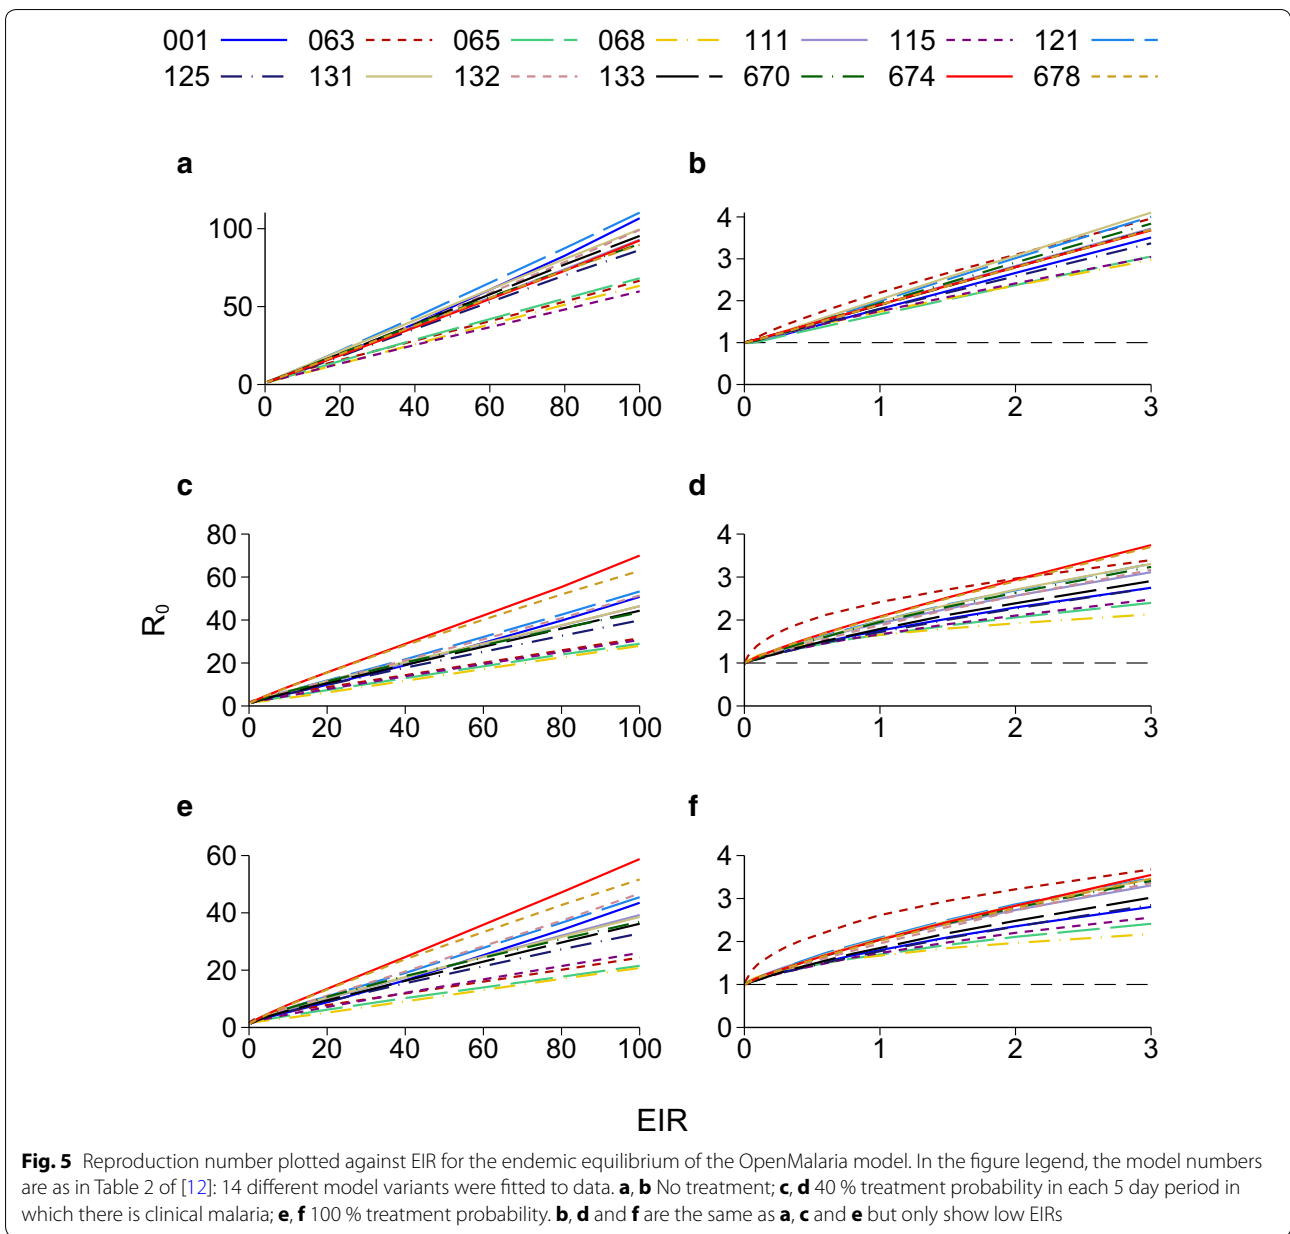 001 063 065 068 111 115 121
125 131 132 133 670 674 678
a
b
100
50
0
0 20 40 60 80 100
4
3
2
1
0
0 1 2 3
c
d
80
60
40
20
0
0 20 40 60 80 100
4
3
2
1
0
0 1 2 3
R0
e
f
60
40
20
0
0 20 40 60 80 100
4
3
2
1
0
0 1 2 3
EIR
Fig. 5 Reproduction number plotted against EIR for the endemic equilibrium of the OpenMalaria model. In the figure legend, the model numbers
are as in Table 2 of [12]: 14 different model variants were fitted to data. a, b No treatment; c, d 40 % treatment probability in each 5 day period in
which there is clinical malaria; e, f 100 % treatment probability. b, d and f are the same as a, c and e but only show low EIRs